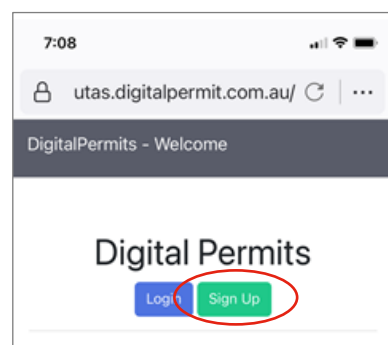 7:08
utas.digitalpermit.com.au/
DigitalPermits - Welcome
Digital Permits
Login Sign Up